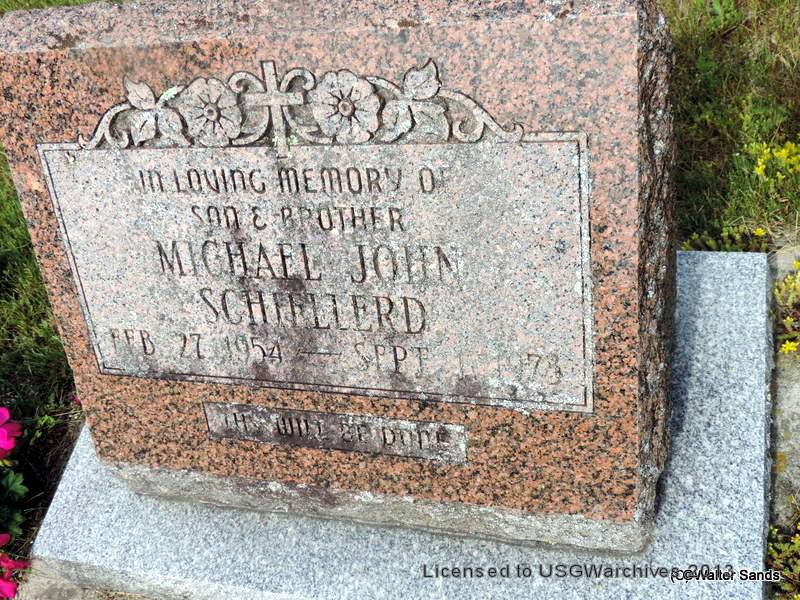 IN LOVING MEMORY OF
SON & BROTHER
MICHAEL JOHN
SCHIELLERD
FEB 27 1954 — SEPT 1 1973
THY WILL BE DONE
Licensed to USGWarchives 2013
(C) Walter Sands